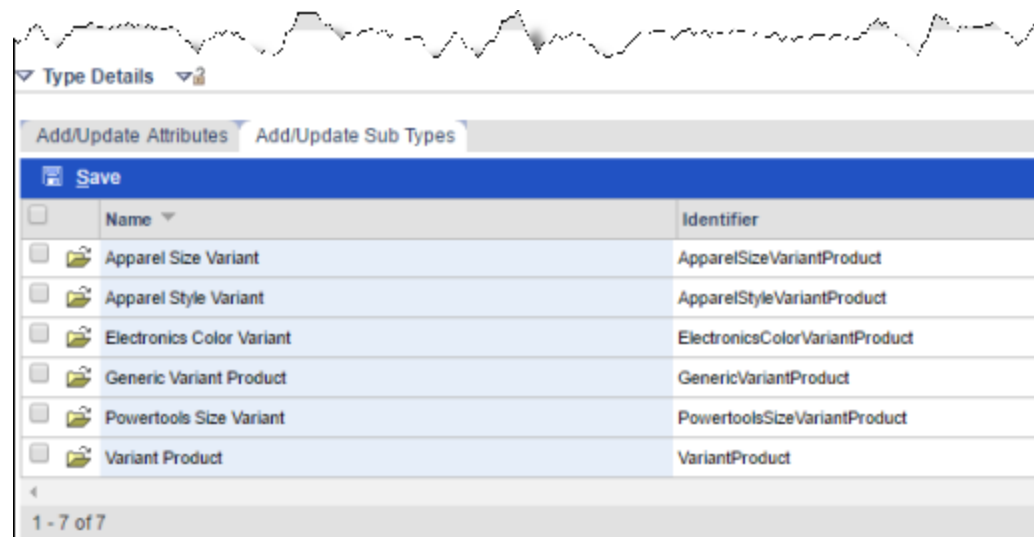 Type Details
Add/Update Attributes Add/Update Sub Types
Save
Name Identifier
Apparel Size Variant ApparelSizeVariantProduct
Apparel Style Variant ApparelStyleVariantProduct
Electronics Color Variant ElectronicsColorVariantProduct
Generic Variant Product GenericVariantProduct
Powertools Size Variant PowertoolsSizeVariantProduct
Variant Product VariantProduct
1 - 7 of 7